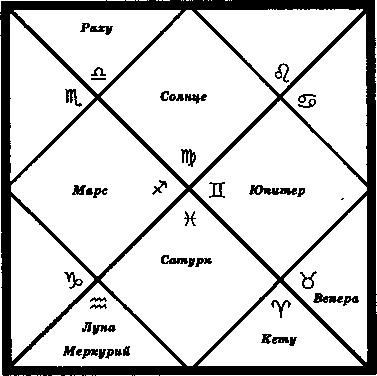 Раху
♎ ♌
♏ Солнце ♋
♍
Марс ♐ ♊ Юпитер
♓
Сатурн
♑ ♉
♒ ♈ Венера
Луна
Кету
Меркурий